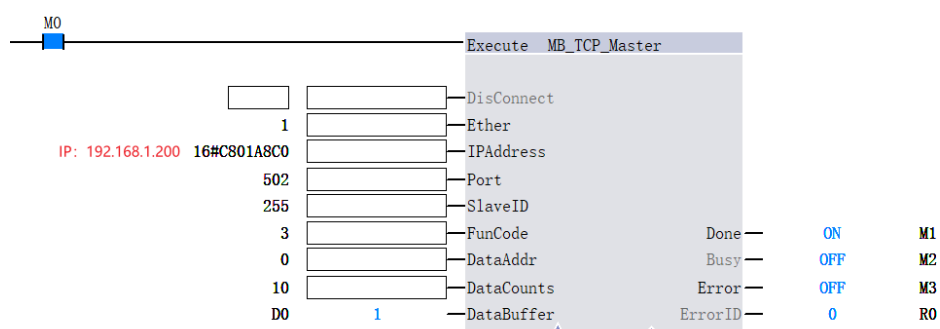 M0
Execute MB_TCP_Master
DisConnect
1 Ether
IP: 192.168.1.200 16#C801A8C0 IPAddress
502 Port
255 SlaveID
3 FunCode Done ON M1
0 DataAddr Busy OFF M2
10 DataCounts Error OFF M3
D0 1 DataBuffer ErrorID 0 R0